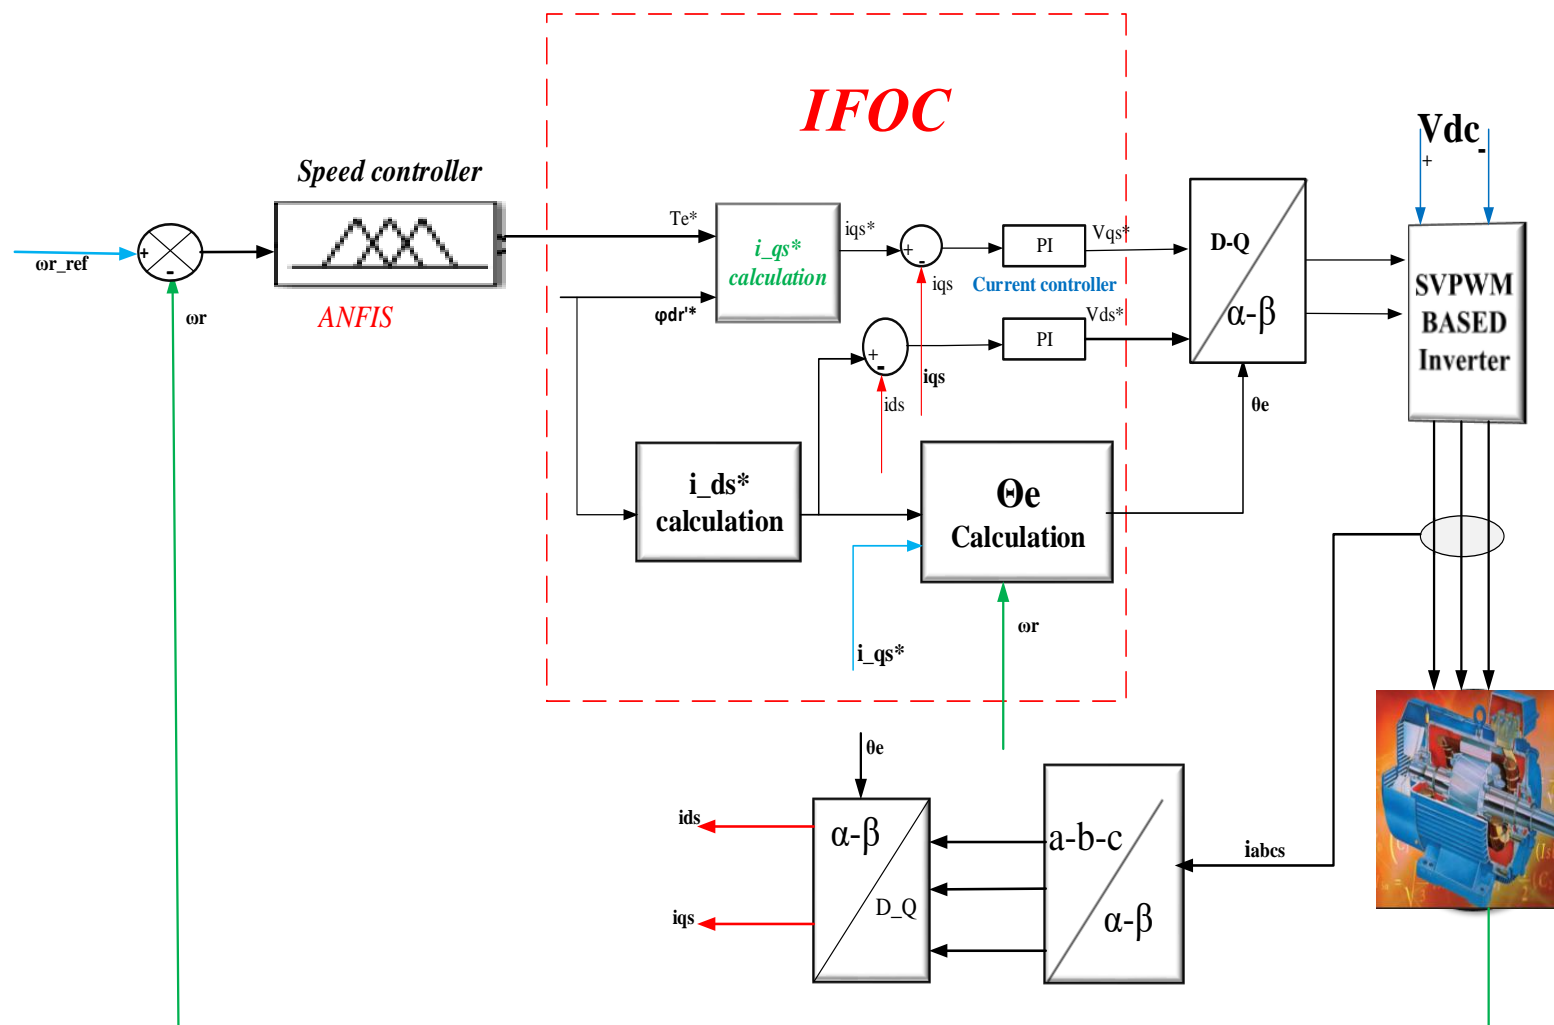 IFOC
Vdc
+
-
Speed controller
Te*
iqs*
i_qs*
calculation
+
-
PI
Vqs*
D-Q
α-β
ωr_ref
+
-
iqs
Current controller
SVPWM
BASED
Inverter
φdr'*
Vds*
ωr
ANFIS
+
-
PI
iqs
ids
θe
i_ds*
calculation
Θe
Calculation
ωr
i_qs*
θe
ids
α-β
a-b-c
iabcs
iqs
D_Q
α-β